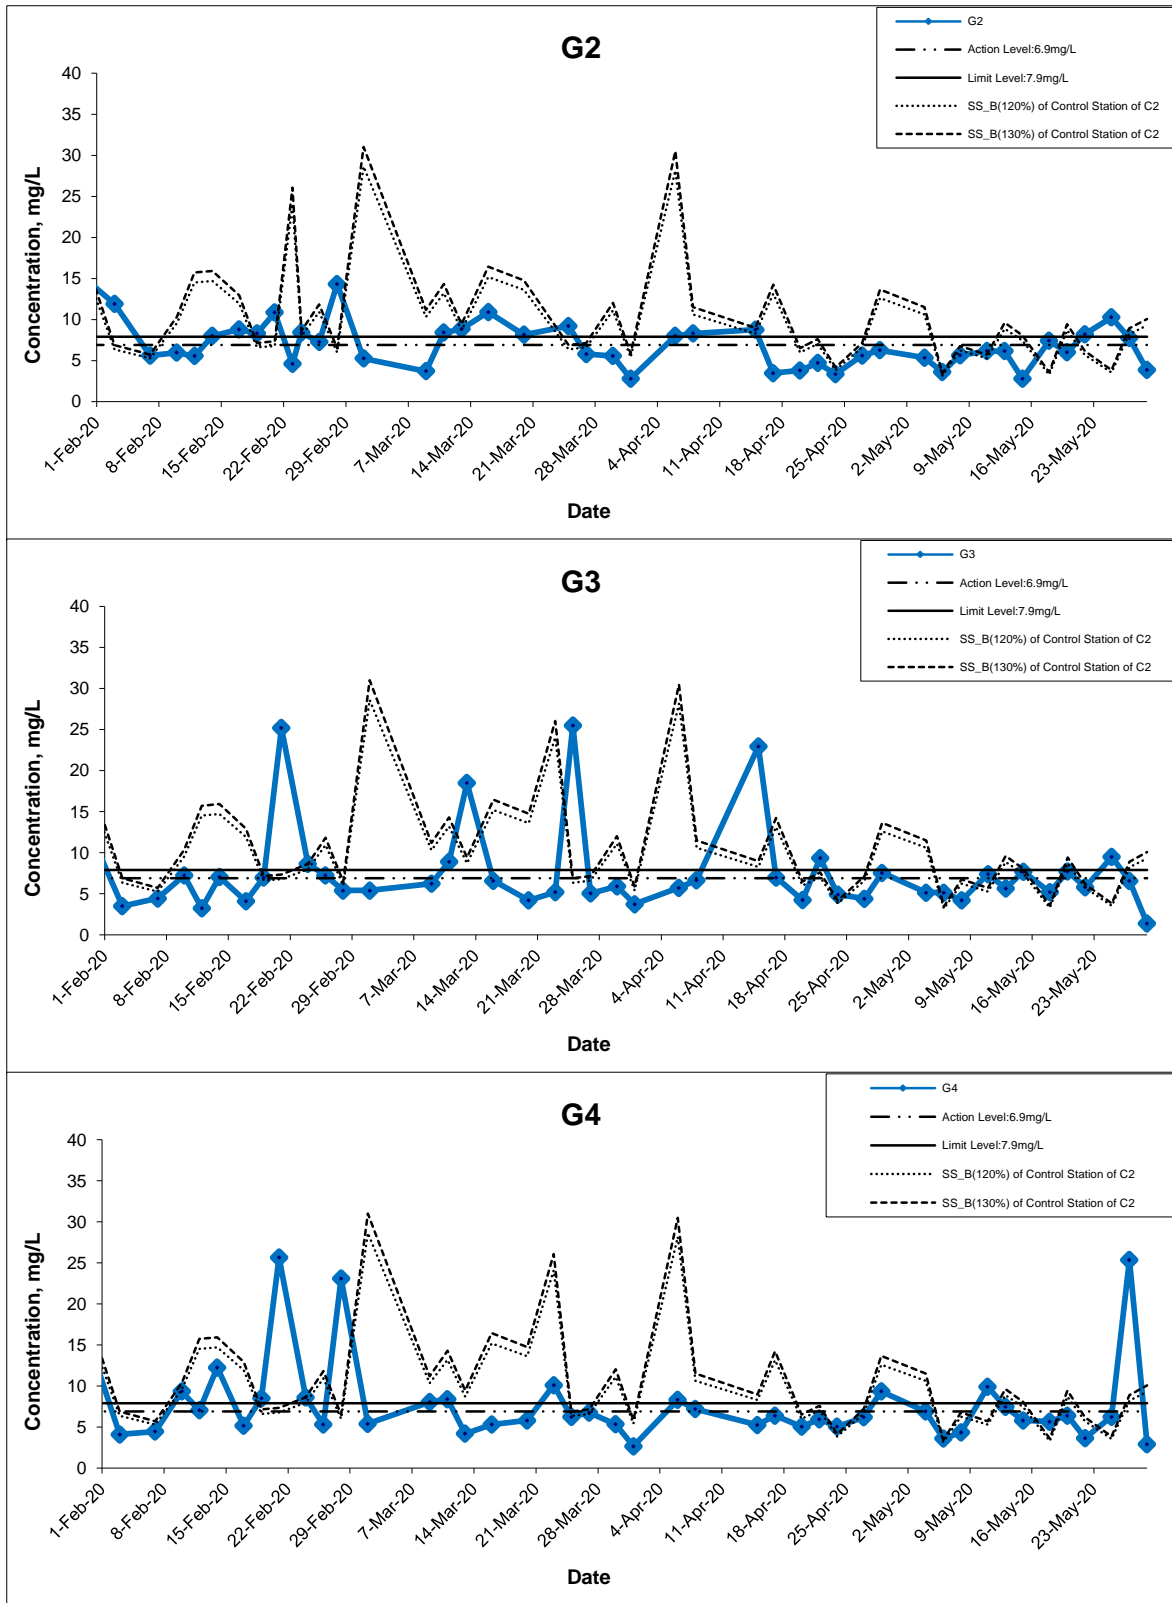 G2
G2
Action Level:6.9mg/L
Limit Level:7.9mg/L
SS_B(120%) of Control Station of C2
SS_B(130%) of Control Station of C2
Concentration, mg/L
40
35
30
25
20
15
10
5
0
1-Feb-20
8-Feb-20
15-Feb-20
22-Feb-20
29-Feb-20
7-Mar-20
14-Mar-20
21-Mar-20
28-Mar-20
4-Apr-20
11-Apr-20
18-Apr-20
25-Apr-20
2-May-20
9-May-20
16-May-20
23-May-20
Date
G3
G3
Action Level:6.9mg/L
Limit Level:7.9mg/L
SS_B(120%) of Control Station of C2
SS_B(130%) of Control Station of C2
Concentration, mg/L
40
35
30
25
20
15
10
5
0
1-Feb-20
8-Feb-20
15-Feb-20
22-Feb-20
29-Feb-20
7-Mar-20
14-Mar-20
21-Mar-20
28-Mar-20
4-Apr-20
11-Apr-20
18-Apr-20
25-Apr-20
2-May-20
9-May-20
16-May-20
23-May-20
Date
G4
G4
Action Level:6.9mg/L
Limit Level:7.9mg/L
SS_B(120%) of Control Station of C2
SS_B(130%) of Control Station of C2
Concentration, mg/L
40
35
30
25
20
15
10
5
0
1-Feb-20
8-Feb-20
15-Feb-20
22-Feb-20
29-Feb-20
7-Mar-20
14-Mar-20
21-Mar-20
28-Mar-20
4-Apr-20
11-Apr-20
18-Apr-20
25-Apr-20
2-May-20
9-May-20
16-May-20
23-May-20
Date